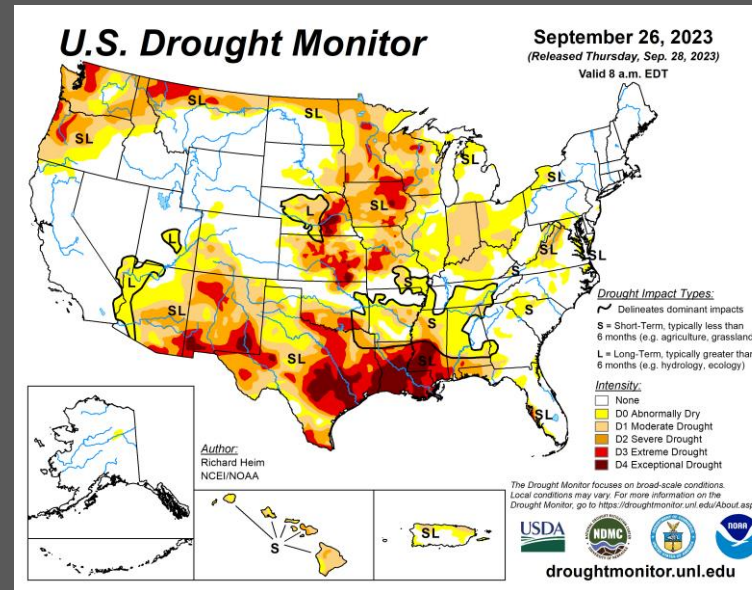 U.S. Drought Monitor
September 26, 2023
(Released Thursday, Sep. 28, 2023)
Valid 8 a.m. EDT
SL
SL
SL
SL
SL
SL
L
SL
L
L
SL
S
S
SL
S
S
SL
SL
SL
Drought Impact Types:
Delineates dominant impacts
S = Short-Term, typically less than
6 months (e.g. agriculture, grassland
L = Long-Term, typically greater than
6 months (e.g. hydrology, ecology)
Intensity:
None
D0 Abnormally Dry
D1 Moderate Drought
D2 Severe Drought
D3 Extreme Drought
D4 Exceptional Drought
Author:
Richard Heim
NCEI/NOAA
S
SL
The Drought Monitor focuses on broad-scale conditions.
Local conditions may vary. For more information on the
Drought Monitor, go to https://droughtmonitor.unl.edu/About.asp
USDA
NDMC
NOAA
droughtmonitor.unl.edu